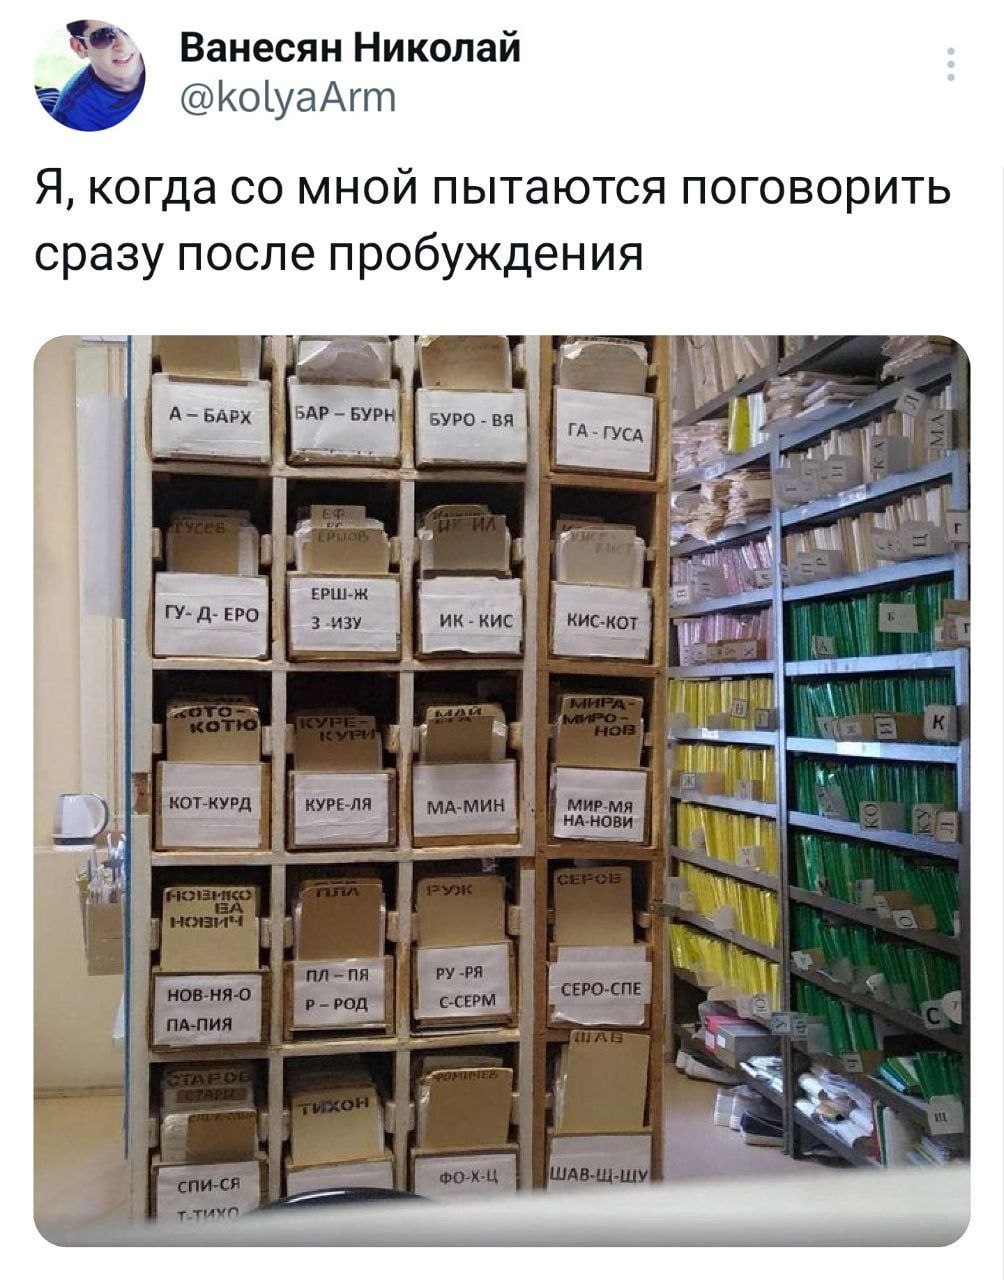 Ванесян Николай
@kolyaArm
Я, когда со мной пытаются поговорить
сразу после пробуждения
А – БАРХ
БАР – БУРН
БУРО - ВЯ
ГА - ГУСА
ГУСЕВ
ЕФ
ЕРШОВ
ИК ИЛ
ГУ- Д- ЕРО
ЕРШ-Ж
З -ИЗУ
ИК - КИС
КИС-КОТ
КОТО-
КОТЮ
КУРЕ-
КУРИ
МАЙ
МИРА-
МИРО-
НОВ
КОТ-КУРД
КУРЕ-ЛЯ
МА-МИН
МИР-МЯ
НА-НОВИ
НОВИКО
ВА
НОВИЧ
ПЛА
РУЖ
СЕРОВ
НОВ-НЯ-О
ПА-ПИЯ
ПЛ – ПЯ
Р – РОД
РУ -РЯ
С-СЕРМ
СЕРО-СПЕ
СТАРОВ
СТАРЦ
ТИХОН
ШАВ
СПИ-СЯ
Т-ТИХО
ФО-Х-Ц
ШАВ-Щ-ЩУ
Л
МА
КА
Г
Ц
В
Б
А
Г
К
Ж
КО
КУ
Л
О
С
Щ